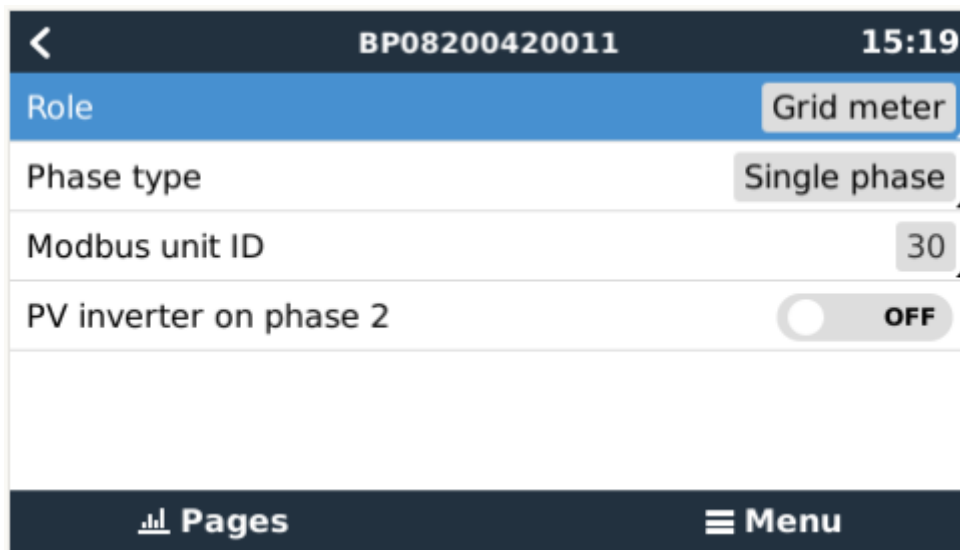 BP08200420011 15:19
Role Grid meter
Phase type Single phase
Modbus unit ID 30
PV inverter on phase 2 OFF
Pages Menu